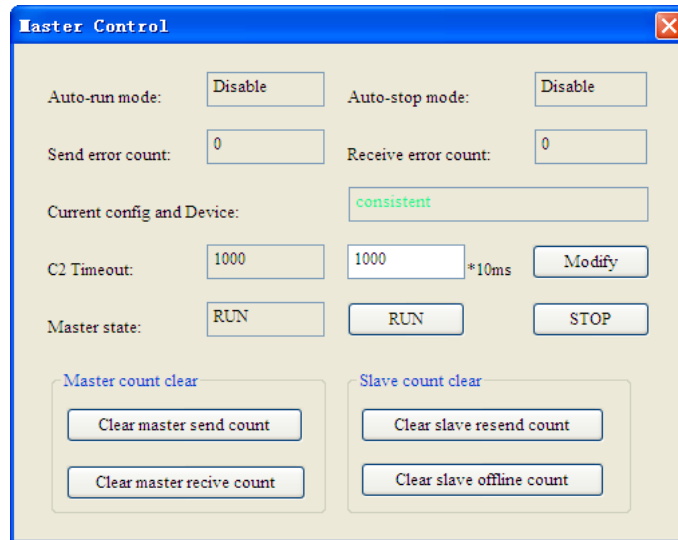 Master Control
Auto-run mode: Disable Auto-stop mode: Disable
Send error count: 0 Receive error count: 0
Current config and Device: consistent
C2 Timeout: 1000 1000 *10ms Modify
Master state: RUN RUN STOP
Master count clear Slave count clear
Clear master send count Clear slave resend count
Clear master recive count Clear slave offline count